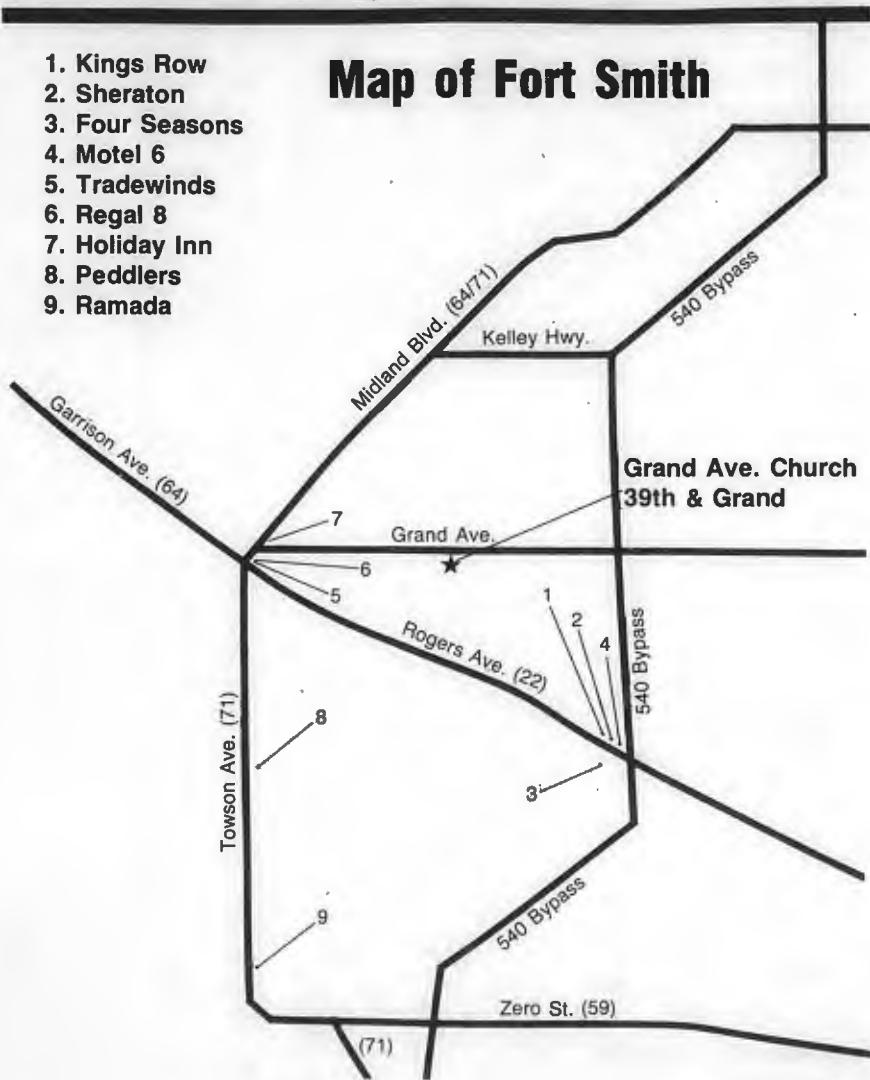 Map of Fort Smith
1. Kings Row
2. Sheraton
3. Four Seasons
4. Motel 6
5. Tradewinds
6. Regal 8
7. Holiday Inn
8. Peddlers
9. Ramada
540 Bypass
Midland Blvd. (64/71)
Kelley Hwy.
Garrison Ave. (64)
Grand Ave. Church
39th & Grand
7
Grand Ave.
6
5
1
2
4
Rogers Ave. (22)
540 Bypass
8
Towson Ave. (71)
3
9
540 Bypass
Zero St. (59)
(71)